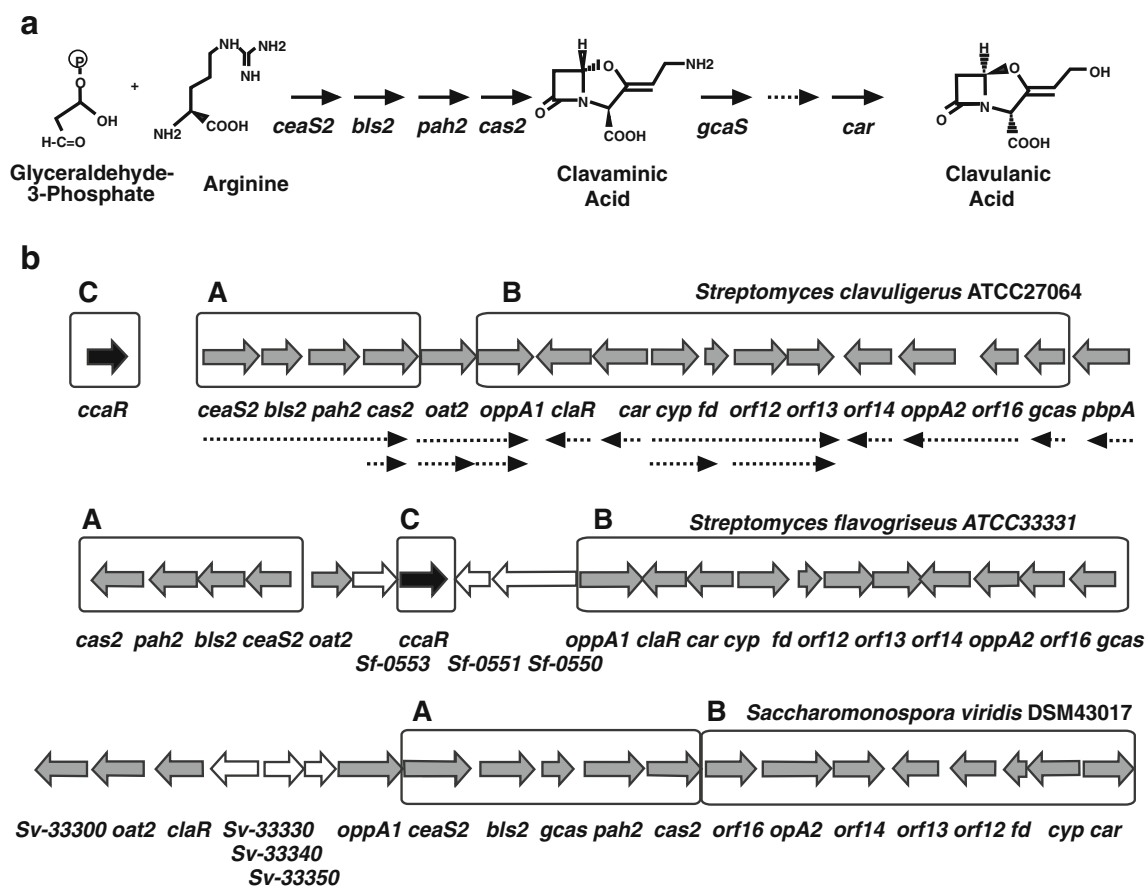 a
P
O
OH
H-C=O
+
NH
NH2
NH
NH2
COOH
H
O
NH2
N
O
COOH
H
O
OH
N
O
COOH
ceaS2 bls2 pah2 cas2
gcaS
car
Glyceraldehyde-
3-Phosphate
Arginine
Clavaminic
Acid
Clavulanic
Acid
b
C A B Streptomyces clavuligerus ATCC27064
ccaR ceaS2 bls2 pah2 cas2 oat2 oppA1 claR car cyp fd orf12 orf13 orf14 oppA2 orf16 gcas pbpA
A C B Streptomyces flavogriseus ATCC33331
cas2 pah2 bls2 ceaS2 oat2 ccaR oppA1 claR car cyp fd orf12 orf13 orf14 oppA2 orf16 gcas
Sf-0553 Sf-0551 Sf-0550
A B Saccharomonospora viridis DSM43017
Sv-33300 oat2 claR Sv-33330 oppA1 ceaS2 bls2 gcas pah2 cas2 orf16 opA2 orf14 orf13 orf12 fd cyp car
Sv-33340
Sv-33350